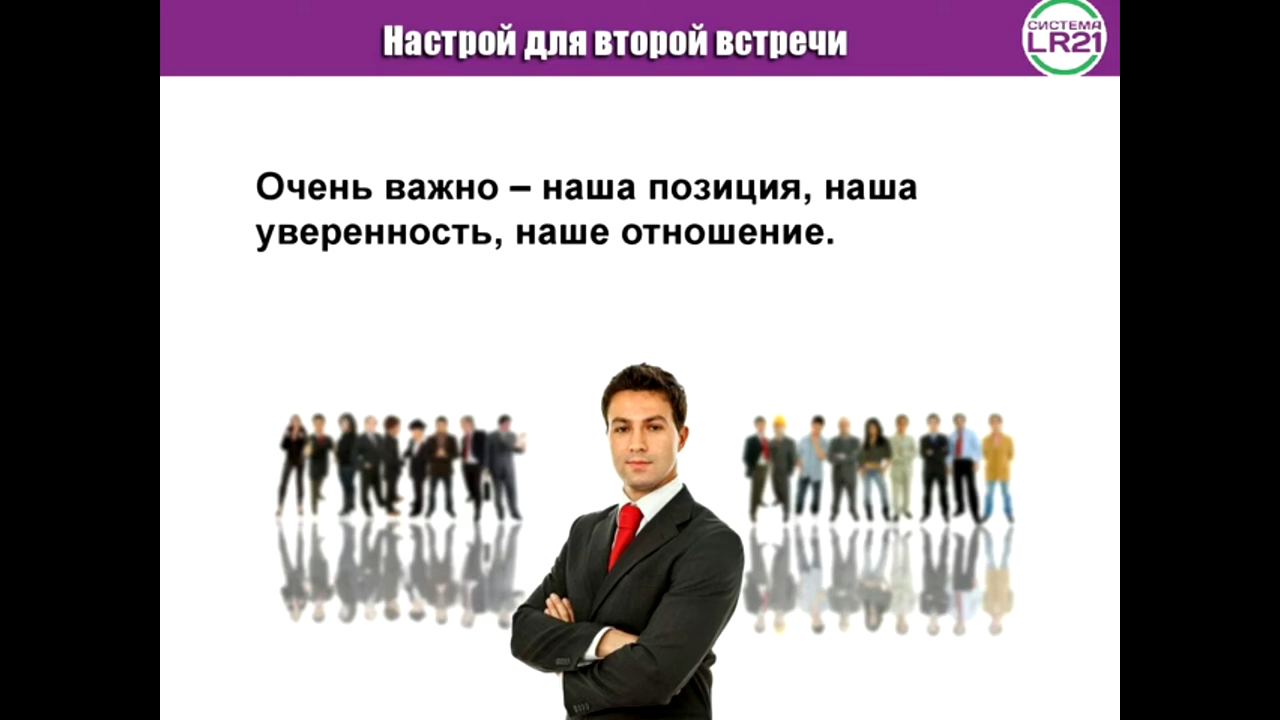 Настрой для второй встречи
СИСТЕМА
LR21
Очень важно – наша позиция, наша
уверенность, наше отношение.